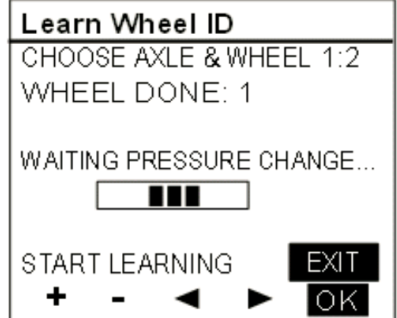 Learn Wheel ID
CHOOSE AXLE & WHEEL 1:2
WHEEL DONE: 1
WAITING PRESSURE CHANGE...
START LEARNING EXIT
+ - ◄ ► OK